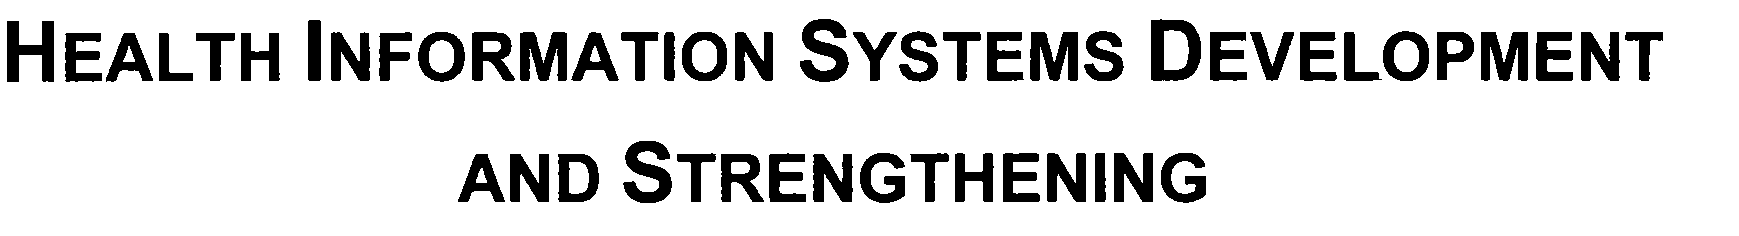 HEALTH INFORMATION SYSTEMS DEVELOPMENT
AND STRENGTHENING